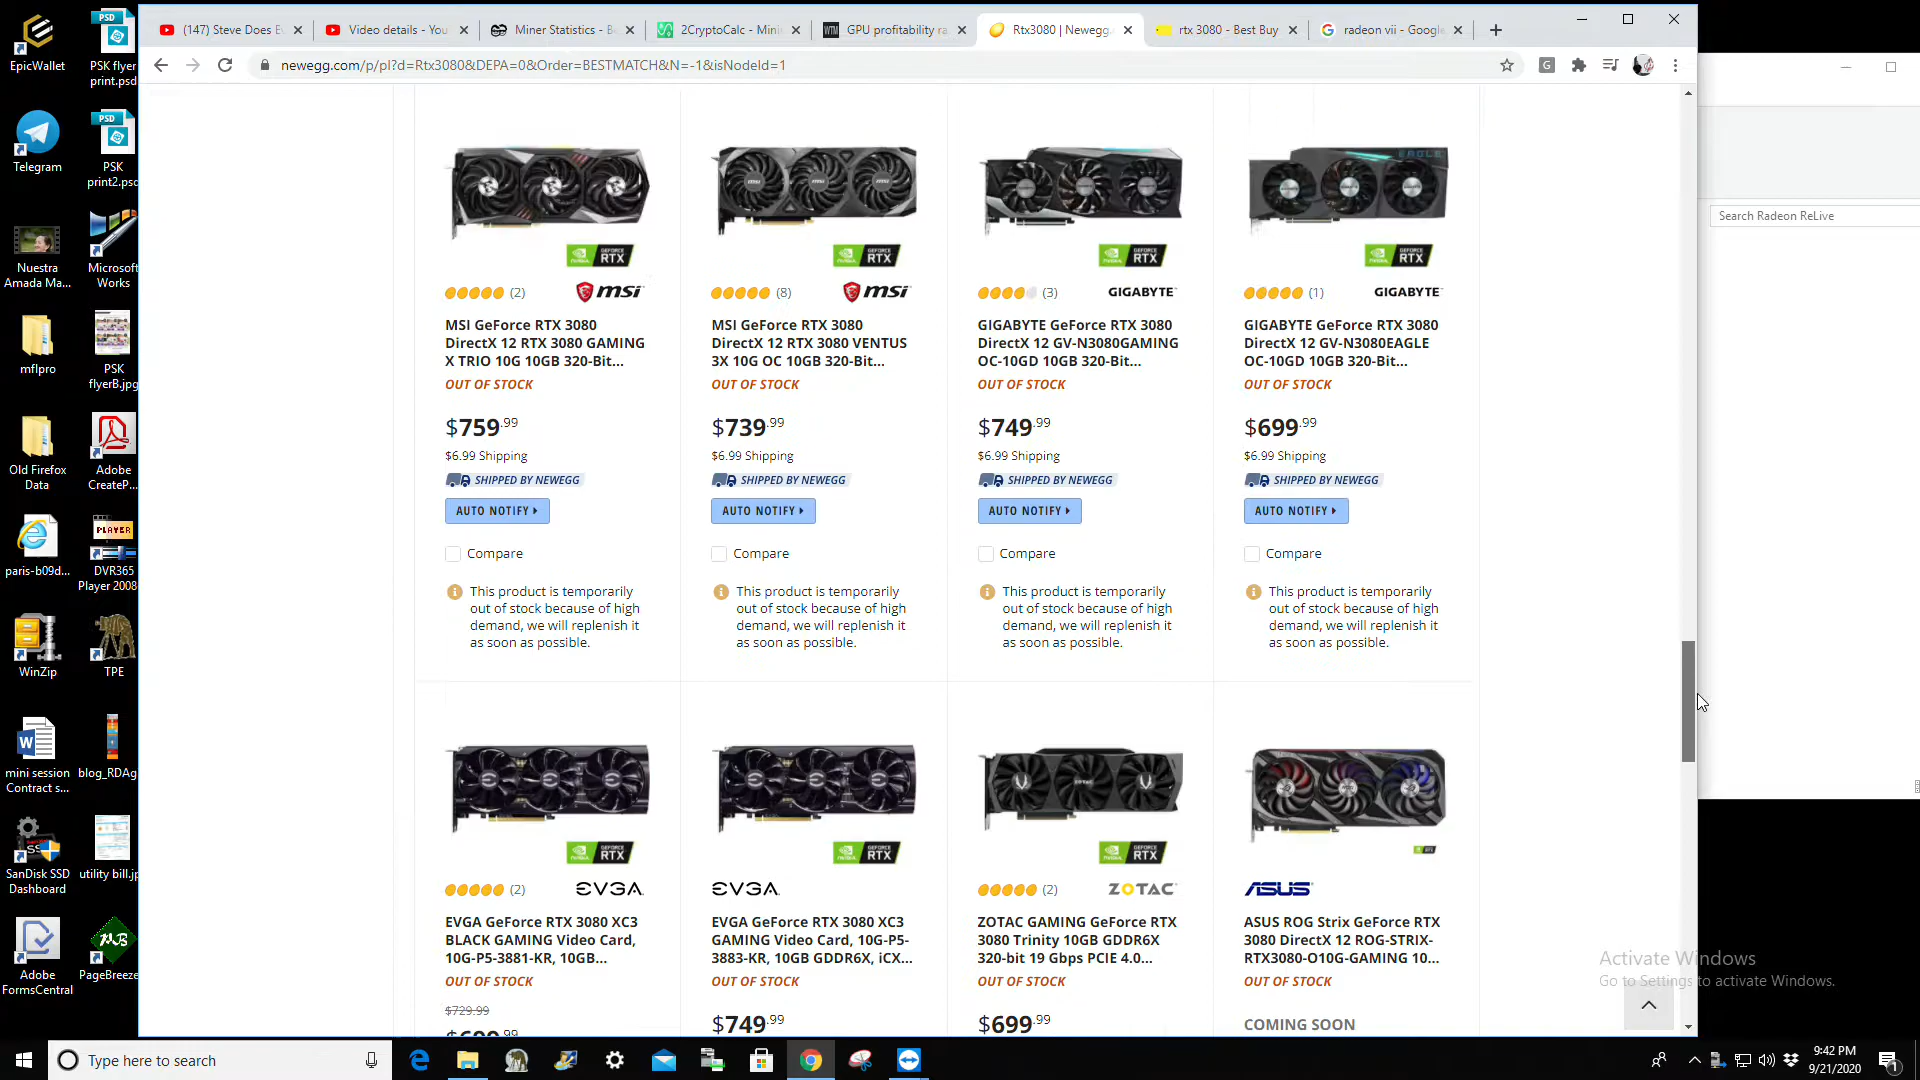 (147) Steve Does E
Video details - You
Miner Statistics - B
2CryptoCalc - Mini
GPU profitability ra
Rtx3080 | Newegg.
rtx 3080 - Best Buy
radeon vii - Google
newegg.com/p/pl?d=Rtx3080&DEPA=0&Order=BESTMATCH&N=-1&isNodeId=1
EpicWallet
PSK flyer
print.psd
Telegram
PSK
print2.psd
Nuestra
Amada Ma...
Microsoft
Works
mflpro
PSK
flyerB.jpg
Old Firefox
Data
Adobe
CreateP...
paris-b09d...
PLAYER
DVR365
Player 2008
WinZip
TPE
mini session
Contract s...
blog_RDAg
SanDisk SSD
Dashboard
utility bill.jp
Adobe
FormsCentral
PageBreeze
Search Radeon ReLive
GEFORCE
RTX
(2) msi
MSI GeForce RTX 3080
DirectX 12 RTX 3080 GAMING
X TRIO 10G 10GB 320-Bit...
OUT OF STOCK
$759.99
$6.99 Shipping
SHIPPED BY NEWEGG
AUTO NOTIFY
Compare
This product is temporarily
out of stock because of high
demand, we will replenish it
as soon as possible.
GEFORCE
RTX
(8) msi
MSI GeForce RTX 3080
DirectX 12 RTX 3080 VENTUS
3X 10G OC 10GB 320-Bit...
OUT OF STOCK
$739.99
$6.99 Shipping
SHIPPED BY NEWEGG
AUTO NOTIFY
Compare
This product is temporarily
out of stock because of high
demand, we will replenish it
as soon as possible.
GEFORCE
RTX
(3) GIGABYTE
GIGABYTE GeForce RTX 3080
DirectX 12 GV-N3080GAMING
OC-10GD 10GB 320-Bit...
OUT OF STOCK
$749.99
$6.99 Shipping
SHIPPED BY NEWEGG
AUTO NOTIFY
Compare
This product is temporarily
out of stock because of high
demand, we will replenish it
as soon as possible.
EAGLE
GEFORCE
RTX
(1) GIGABYTE
GIGABYTE GeForce RTX 3080
DirectX 12 GV-N3080EAGLE
OC-10GD 10GB 320-Bit...
OUT OF STOCK
$699.99
$6.99 Shipping
SHIPPED BY NEWEGG
AUTO NOTIFY
Compare
This product is temporarily
out of stock because of high
demand, we will replenish it
as soon as possible.
GEFORCE
RTX
(2) EVGA
EVGA GeForce RTX 3080 XC3
BLACK GAMING Video Card,
10G-P5-3881-KR, 10GB...
OUT OF STOCK
$729.99
GEFORCE
RTX
EVGA
EVGA GeForce RTX 3080 XC3
GAMING Video Card, 10G-P5-
3883-KR, 10GB GDDR6X, iCX...
OUT OF STOCK
$749.99
ZOTAC
GEFORCE
RTX
(2) ZOTAC
ZOTAC GAMING GeForce RTX
3080 Trinity 10GB GDDR6X
320-bit 19 Gbps PCIE 4.0...
OUT OF STOCK
$699.99
ASUS
ASUS ROG Strix GeForce RTX
3080 DirectX 12 ROG-STRIX-
RTX3080-O10G-GAMING 10...
OUT OF STOCK
COMING SOON
Activate Windows
Go to Settings to activate Windows.
Type here to search
9:42 PM
9/21/2020